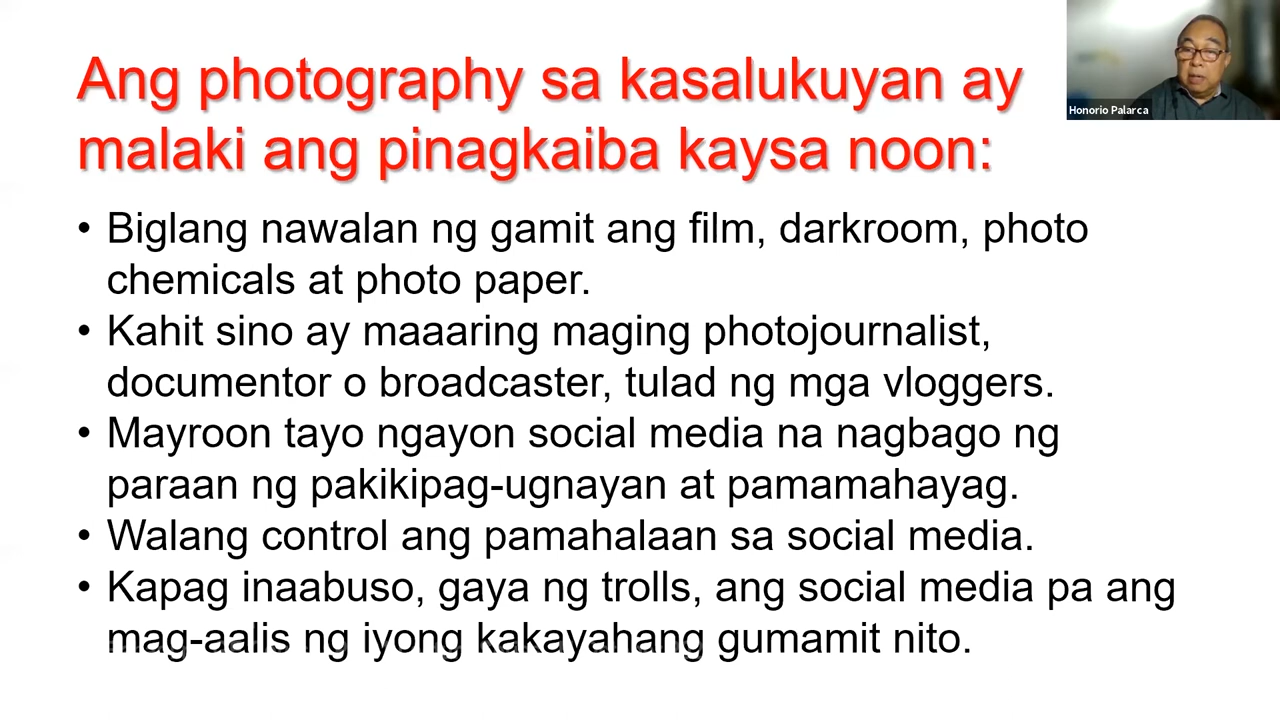 Ang photography sa kasalukuyan ay
malaki ang pinagkaiba kaysa noon:
Honorio Palarca
• Biglang nawalan ng gamit ang film, darkroom, photo
chemicals at photo paper.
• Kahit sino ay maaaring maging photojournalist,
documentor o broadcaster, tulad ng mga vloggers.
• Mayroon tayo ngayon social media na nagbago ng
paraan ng pakikipag-ugnayan at pamamahayag.
• Walang control ang pamahalaan sa social media.
• Kapag inaabuso, gaya ng trolls, ang social media pa ang
mag-aalis ng iyong kakayahang gumamit nito.